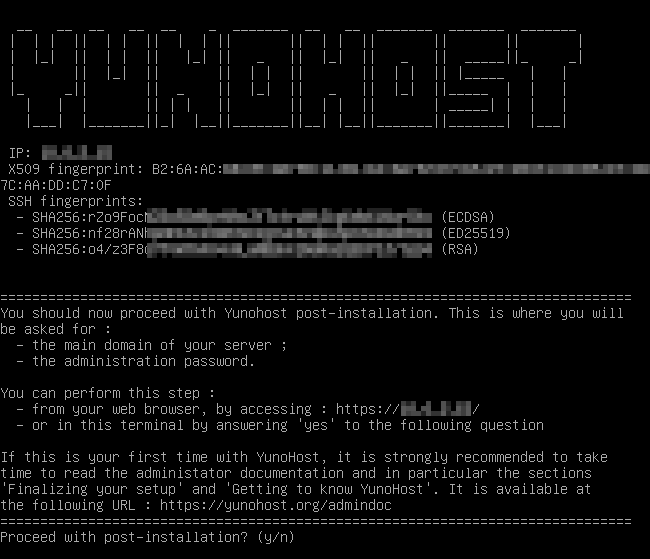 YUNOHOST
IP:
X509 fingerprint: B2:6A:AC:
7C:AA:DD:C7:0F
SSH fingerprints:
- SHA256:rZo9Foc (ECDSA)
- SHA256:nf28rAN (ED25519)
- SHA256:o4/z3F8 (RSA)
===============================================================================
You should now proceed with Yunohost post-installation. This is where you will
be asked for :
- the main domain of your server ;
- the administration password.
You can perform this step :
- from your web browser, by accessing : https:// /
- or in this terminal by answering 'yes' to the following question
If this is your first time with YunoHost, it is strongly recommended to take
time to read the administator documentation and in particular the sections
'Finalizing your setup' and 'Getting to know YunoHost'. It is available at
the following URL : https://yunohost.org/admindoc
===============================================================================
Proceed with post-installation? (y/n)